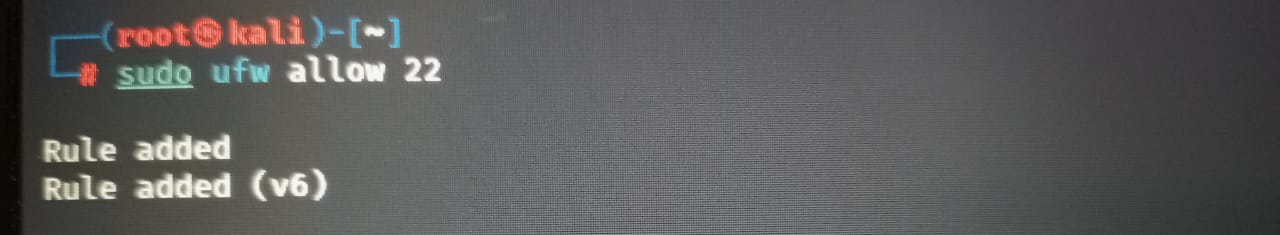 (root㉿kali)-[~]
# sudo ufw allow 22
Rule added
Rule added (v6)